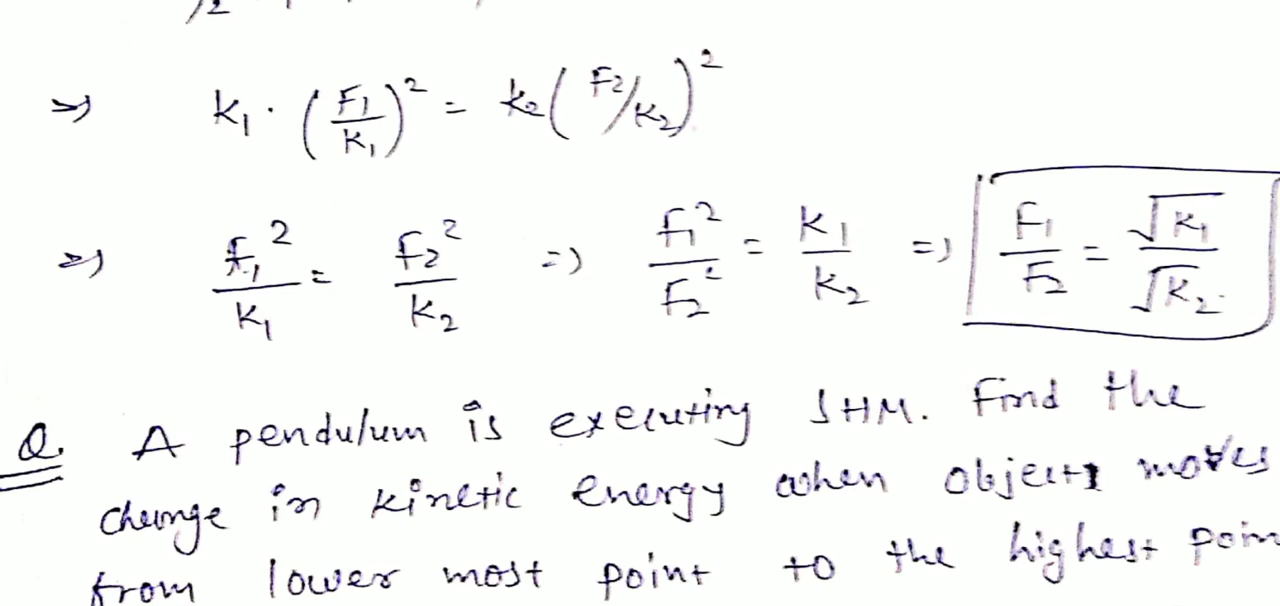 ⇒ K₁ · (F₁/K₁)² = k₂ (F₂/K₂)²
⇒ f₁²/K₁ = F₂²/K₂ ⇒ F₁²/F₂² = K₁/K₂ ⇒ F₁/F₂ = √K₁/√K₂
Q. A pendulum is executing SHM. Find the
change in kinetic energy when object moves
from lower most point to the highest poin